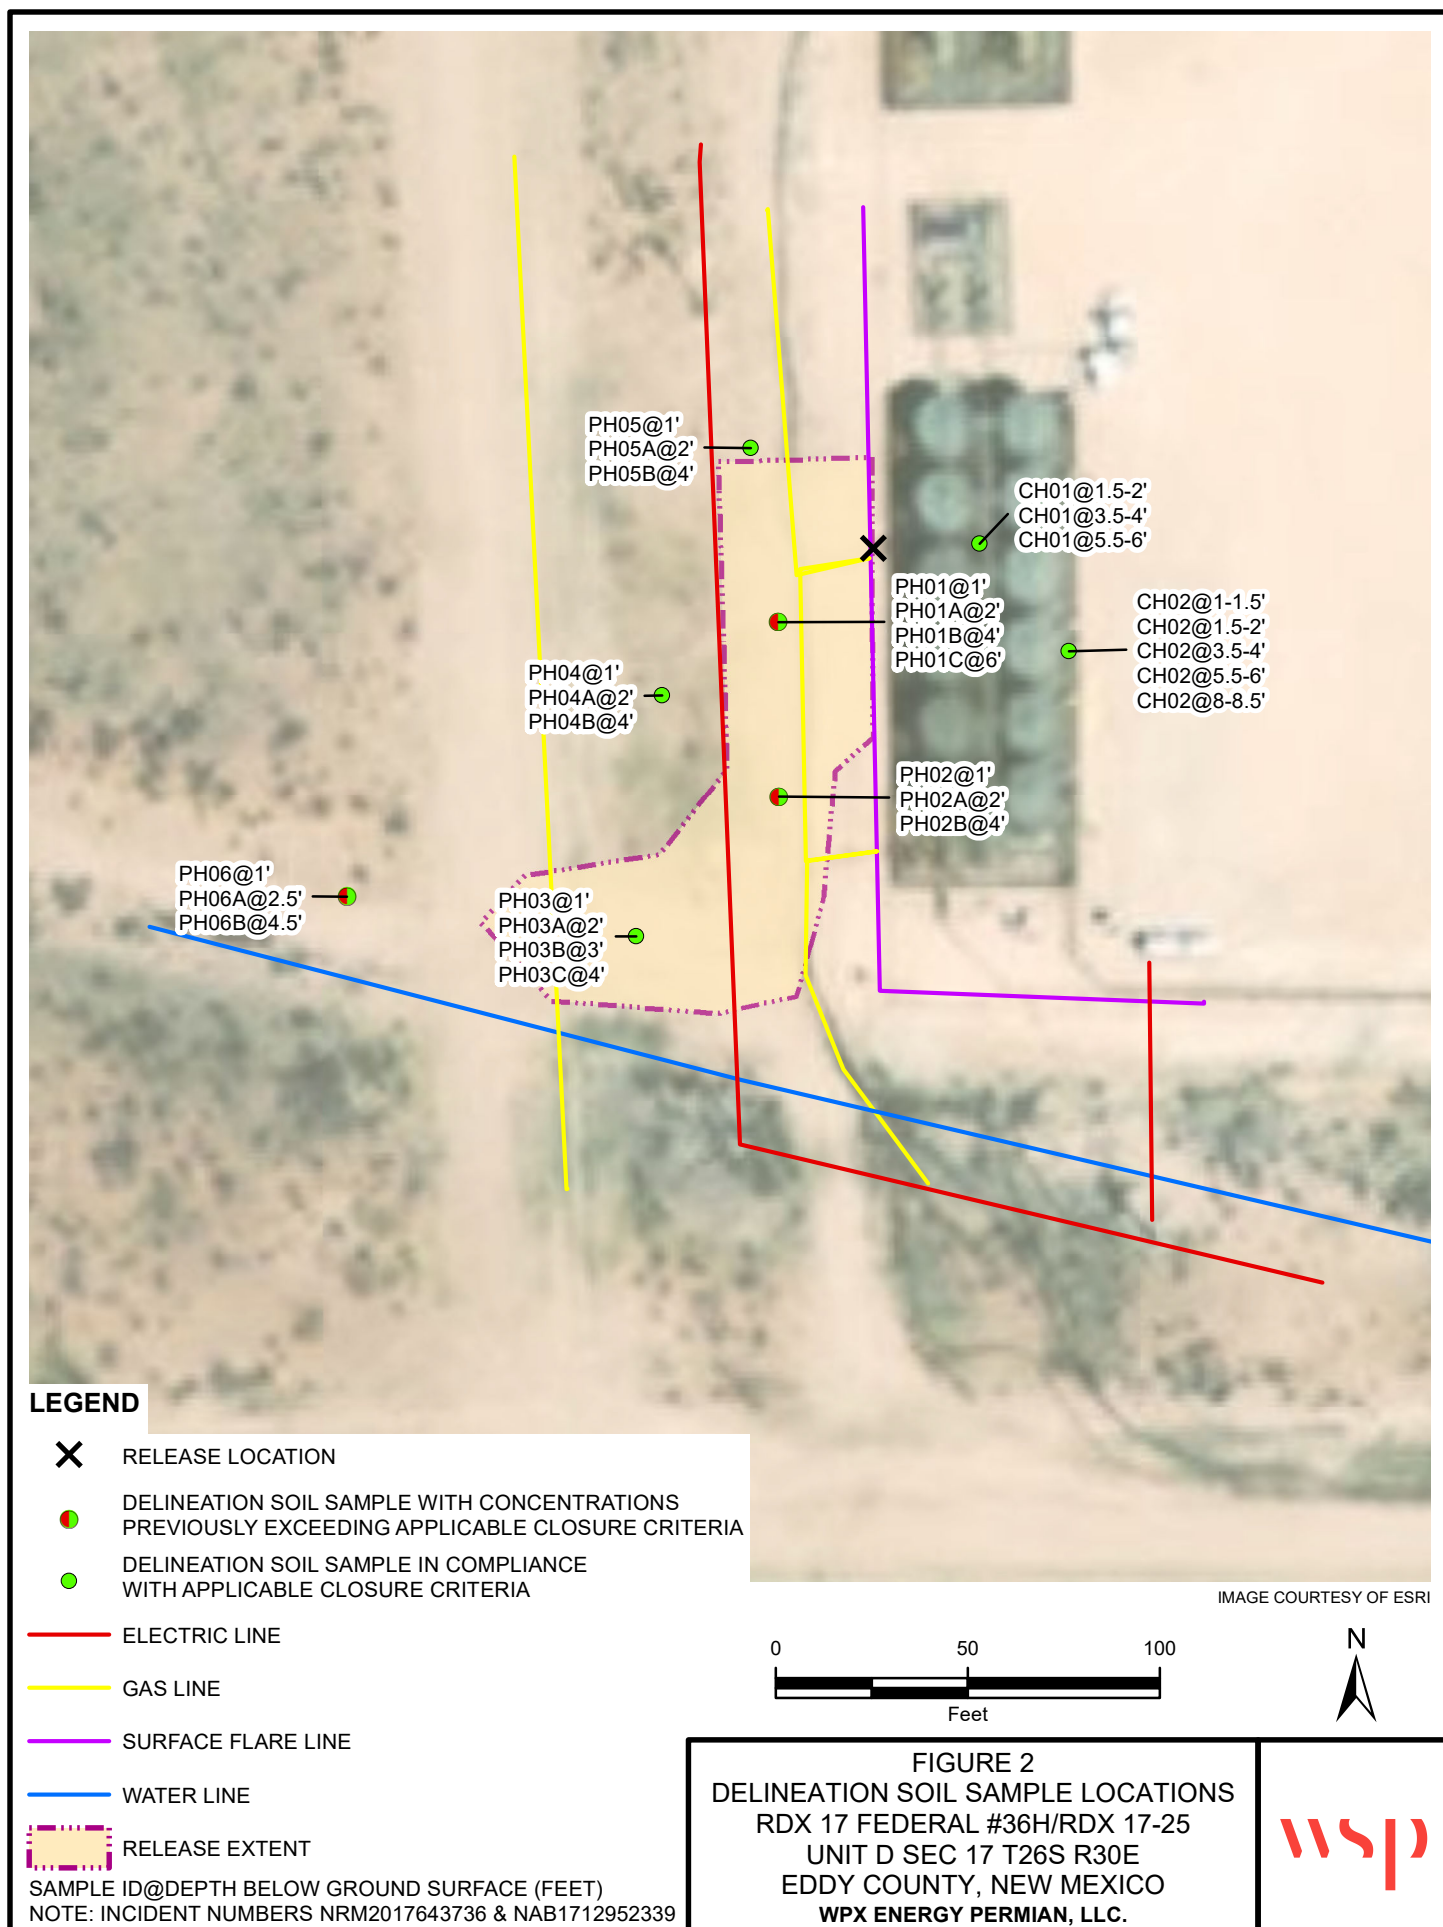 PH05@1'
PH05A@2'
PH05B@4'
CH01@1.5-2'
CH01@3.5-4'
CH01@5.5-6'
PH01@1'
PH01A@2'
PH01B@4'
PH01C@6'
CH02@1-1.5'
CH02@1.5-2'
CH02@3.5-4'
CH02@5.5-6'
CH02@8-8.5'
PH04@1'
PH04A@2'
PH04B@4'
PH02@1'
PH02A@2'
PH02B@4'
PH06@1'
PH06A@2.5'
PH06B@4.5'
PH03@1'
PH03A@2'
PH03B@3'
PH03C@4'
LEGEND
RELEASE LOCATION
DELINEATION SOIL SAMPLE WITH CONCENTRATIONS
PREVIOUSLY EXCEEDING APPLICABLE CLOSURE CRITERIA
DELINEATION SOIL SAMPLE IN COMPLIANCE
WITH APPLICABLE CLOSURE CRITERIA
ELECTRIC LINE
GAS LINE
SURFACE FLARE LINE
WATER LINE
RELEASE EXTENT
SAMPLE ID@DEPTH BELOW GROUND SURFACE (FEET)
NOTE: INCIDENT NUMBERS NRM2017643736 & NAB1712952339
IMAGE COURTESY OF ESRI
0 50 100
Feet
N
FIGURE 2
DELINEATION SOIL SAMPLE LOCATIONS
RDX 17 FEDERAL #36H/RDX 17-25
UNIT D SEC 17 T26S R30E
EDDY COUNTY, NEW MEXICO
WPX ENERGY PERMIAN, LLC.
wsp